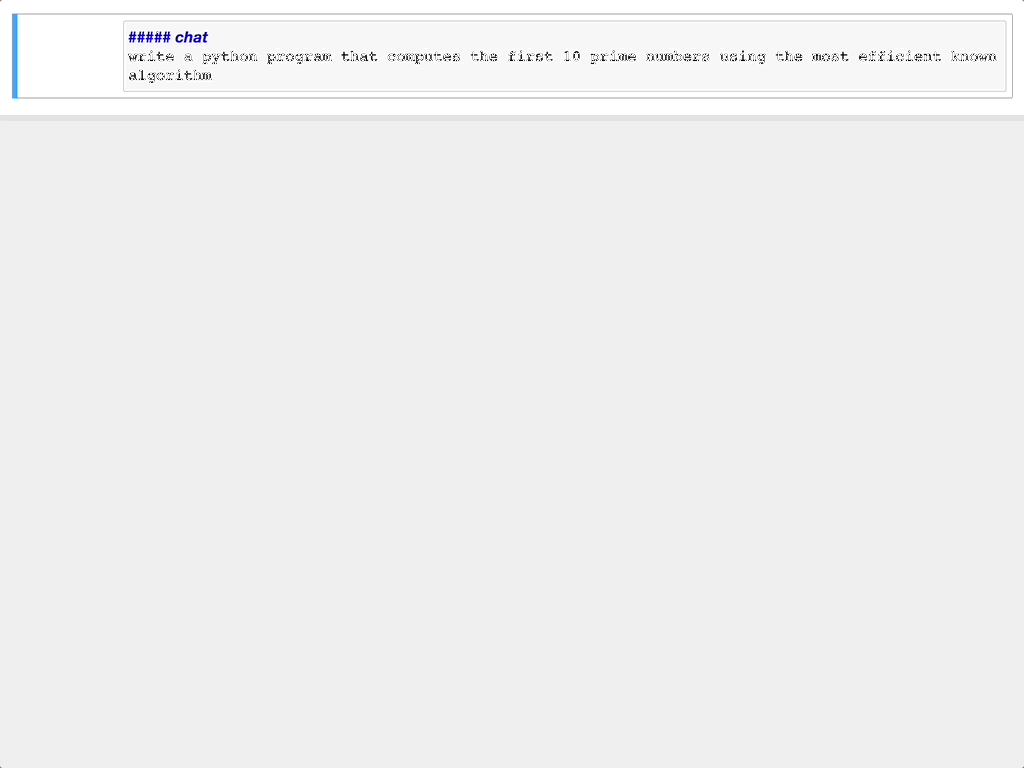 ##### chat
write a python program that computes the first 10 prime numbers using the most efficient known
algorithm